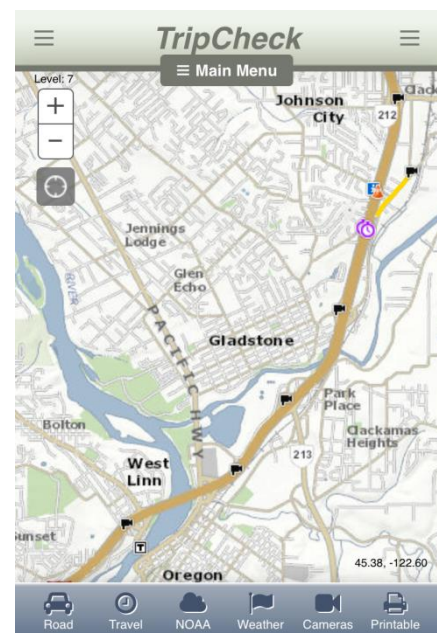 TripCheck
≡ Main Menu
Level: 7
+
−
Johnson
City
212
Clack
Jennings
Lodge
Glen
Echo
RIVER
PACIFIC HWY
Gladstone
Park
Place
Clackamas
Heights
Bolton
213
West
Linn
unset
T
45.38, -122.60
Oregon
Road
Travel
NOAA
Weather
Cameras
Printable